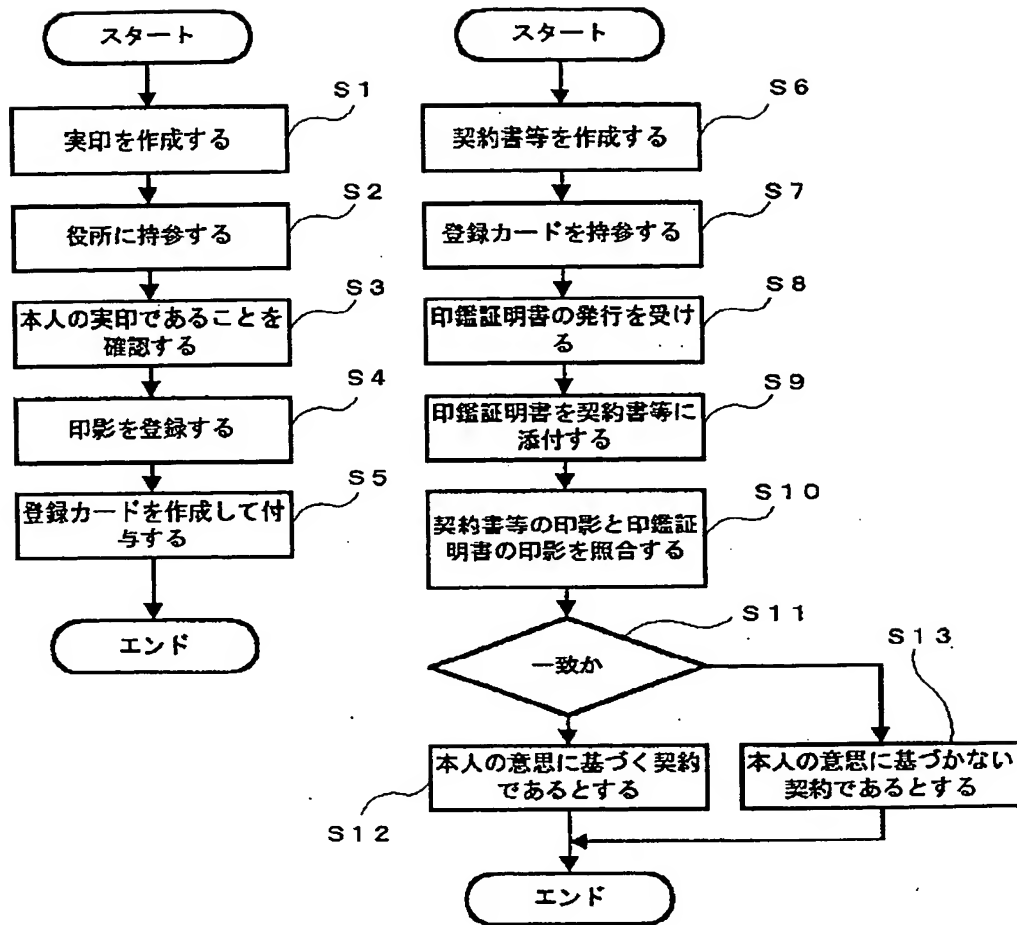 スタート
S1
実印を作成する
S2
役所に持参する
S3
本人の実印であることを
確認する
S4
印影を登録する
S5
登録カードを作成して付
与する
エンド
スタート
S6
契約書等を作成する
S7
登録カードを持参する
S8
印鑑証明書の発行を受け
る
S9
印鑑証明書を契約書等に
添付する
S10
契約書等の印影と印鑑証
明書の印影を照合する
S11
一致か
S13
本人の意思に基づく契約
であるとする
S12
本人の意思に基づかない
契約であるとする
エンド